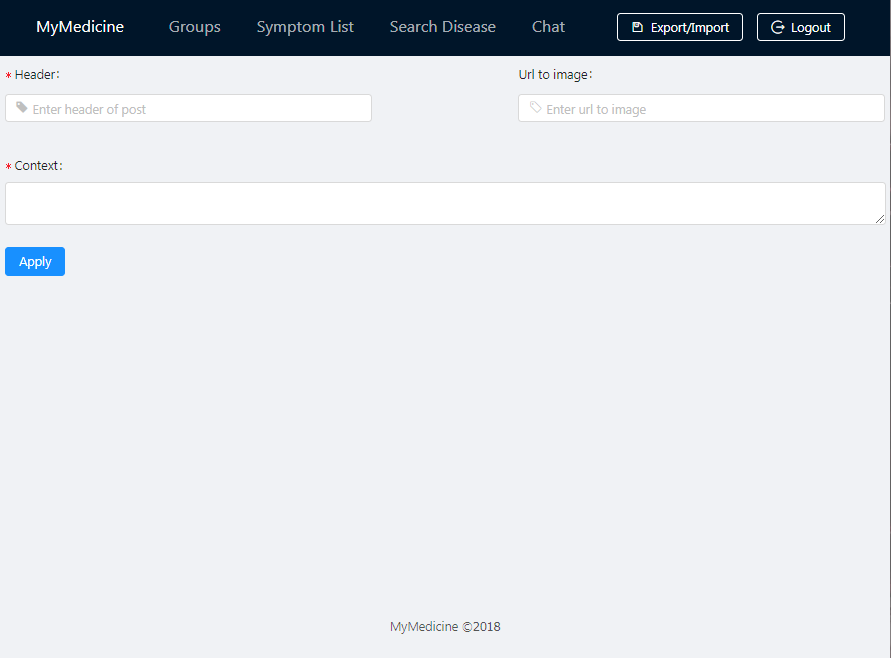 MyMedicine Groups Symptom List Search Disease Chat Export/Import Logout
* Header: Url to image:
Enter header of post Enter url to image
* Context:
Apply
MyMedicine ©2018